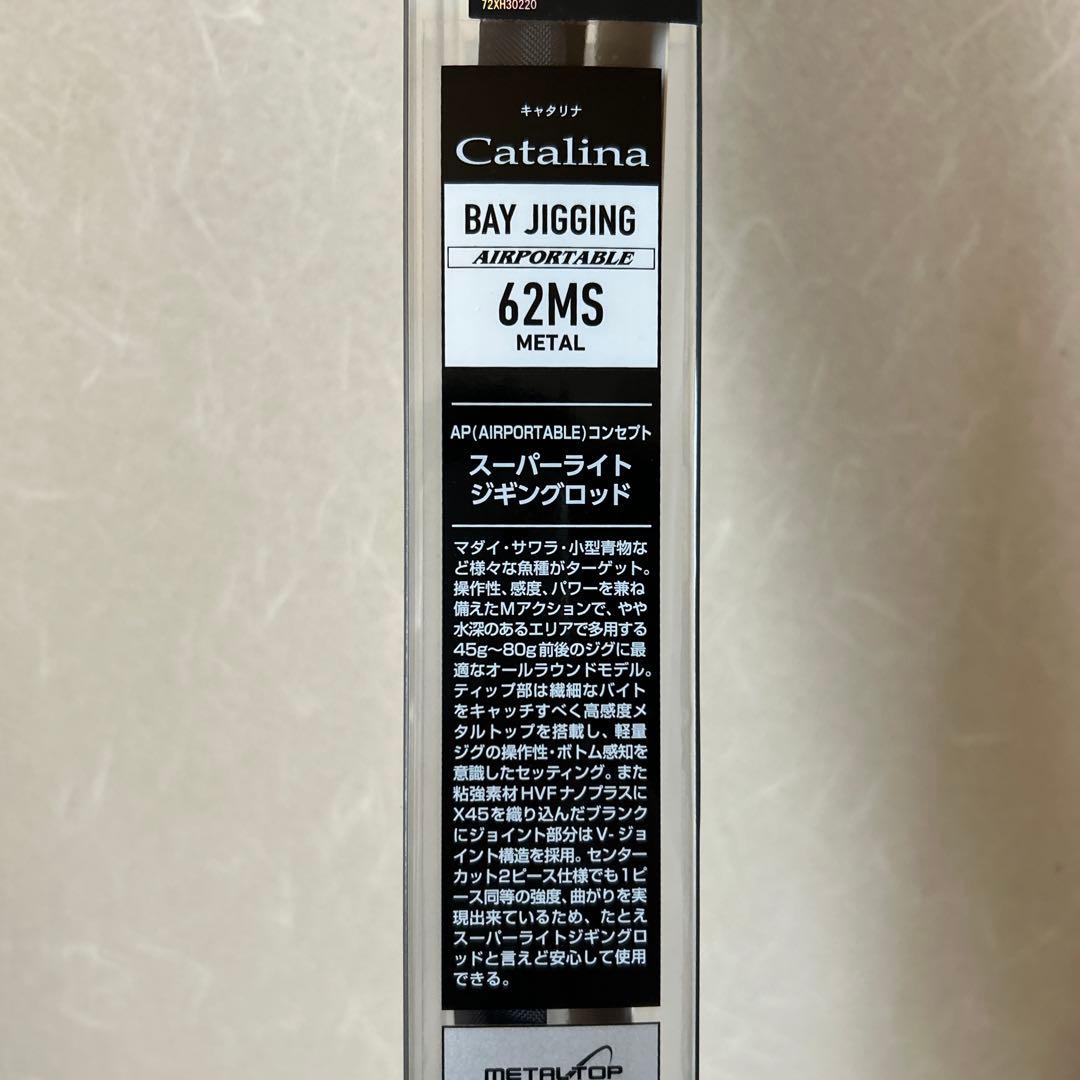 72XH30220
キャタリナ
Catalina
BAY JIGGING
AIRPORTABLE
62MS
METAL
AP(AIRPORTABLE)コンセプト
スーパーライト
ジギングロッド
マダイ・サワラ・小型青物な
ど様々な魚種がターゲット。
操作性、感度、パワーを兼ね
備えたMアクションで、やや
水深のあるエリアで多用する
45g〜80g前後のジグに最
適なオールラウンドモデル。
ティップ部は繊細なバイト
をキャッチすべく高感度メ
タルトップを搭載し、軽量
ジグの操作性・ボトム感知を
意識したセッティング。また
粘強素材HVFナノプラスに
X45を織り込んだブランク
にジョイント部分はV-ジョ
イント構造を採用。センター
カット2ピース仕様でも1ピ
ース同等の強度、曲がりを実
現出来ているため、たとえ
スーパーライトジギングロ
ッドと言えど安心して使用
できる。
METAL TOP